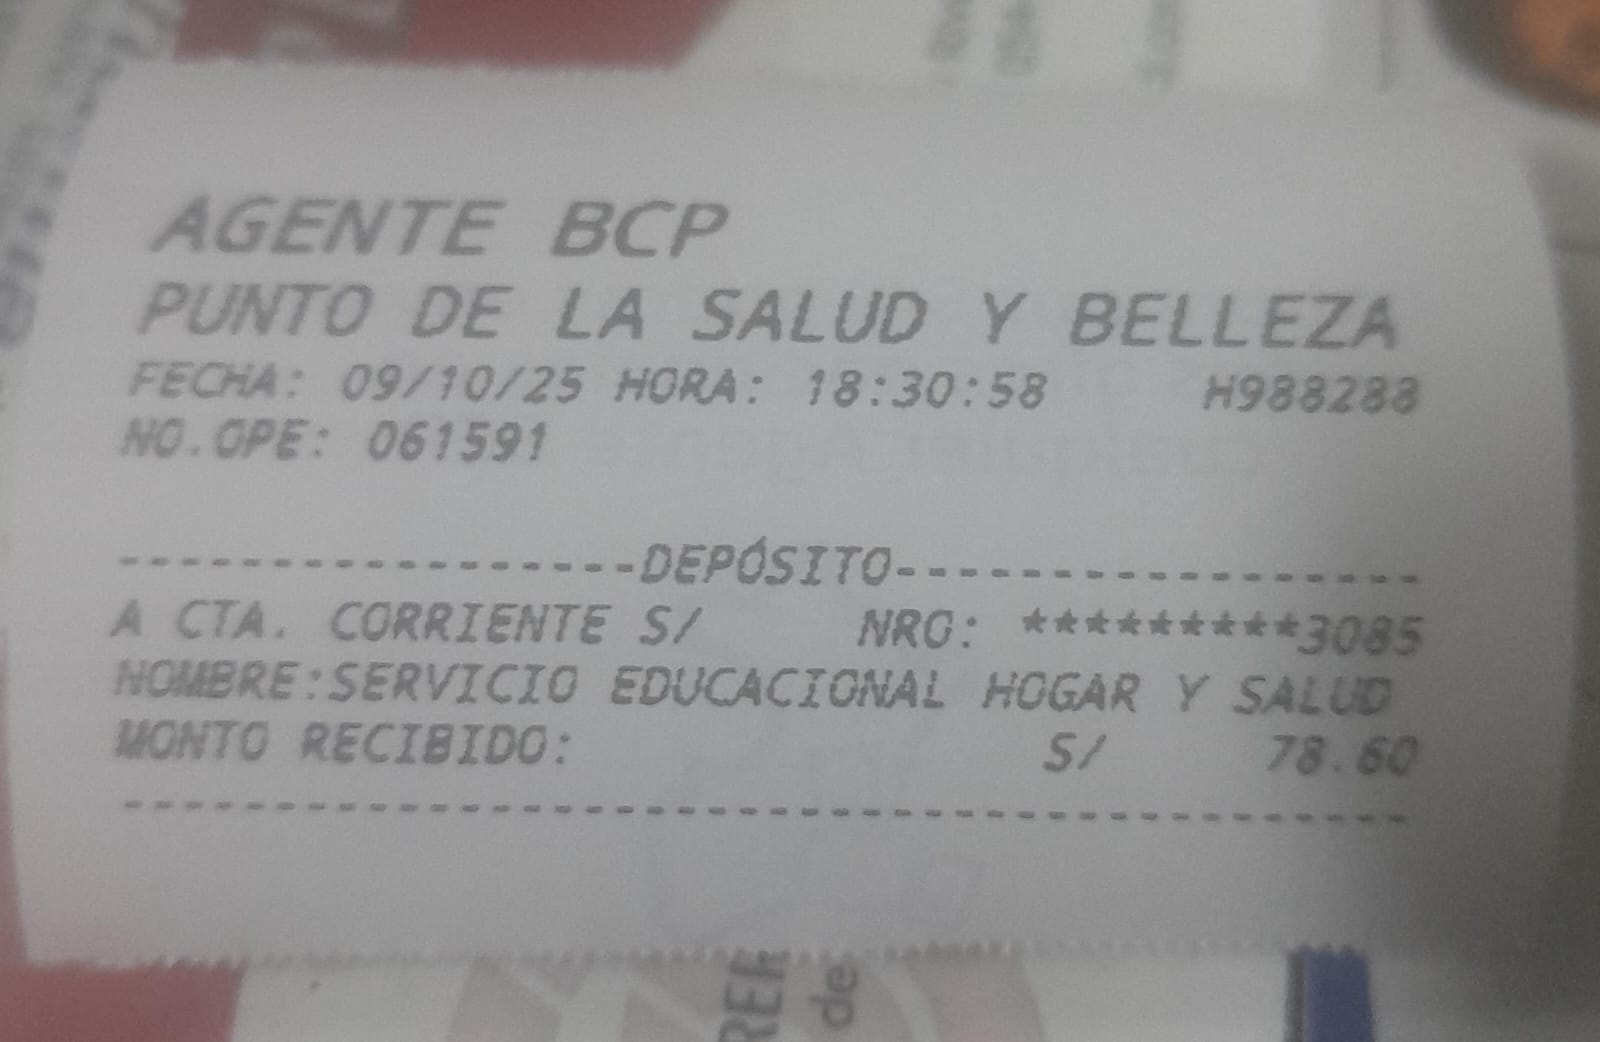 AGENTE BCP
PUNTO DE LA SALUD Y BELLEZA
FECHA: 09/10/25 HORA: 18:30:58 H988288
NO.OPE: 061591
------------------DEPÓSITO------------------
A CTA. CORRIENTE S/ NRO: *********3085
NOMBRE:SERVICIO EDUCACIONAL HOGAR Y SALUD
MONTO RECIBIDO: S/ 78.60
--------------------------------------------
de